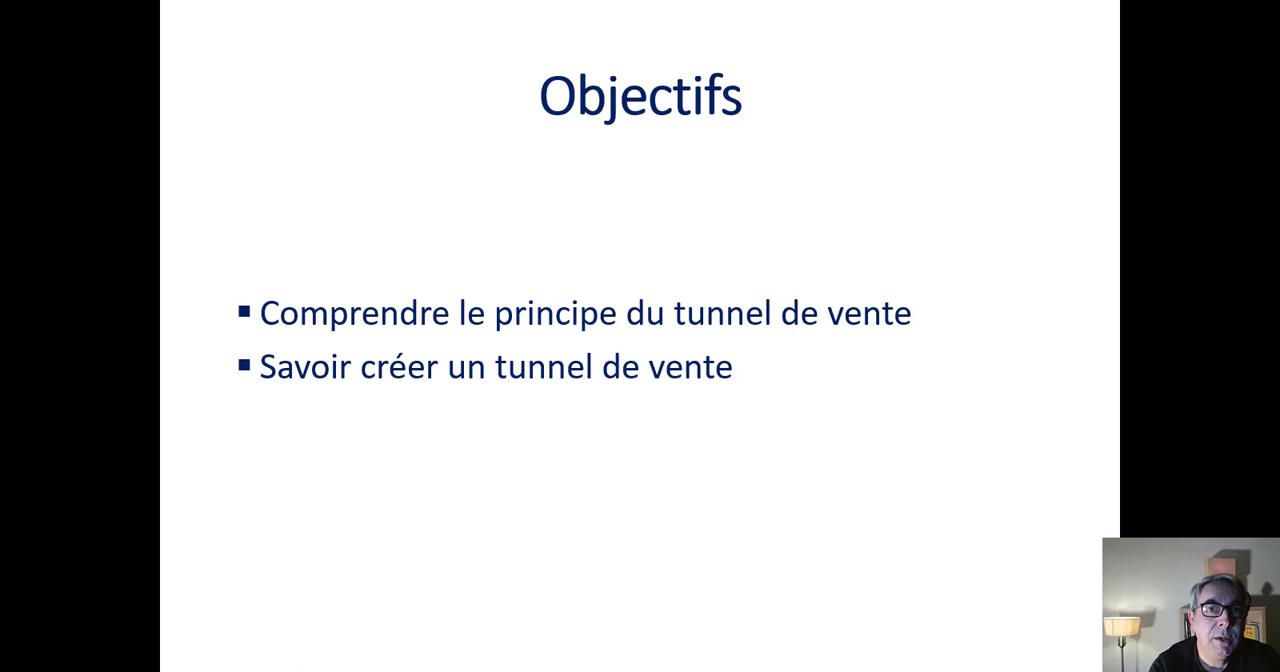 Objectifs
▪ Comprendre le principe du tunnel de vente
▪ Savoir créer un tunnel de vente